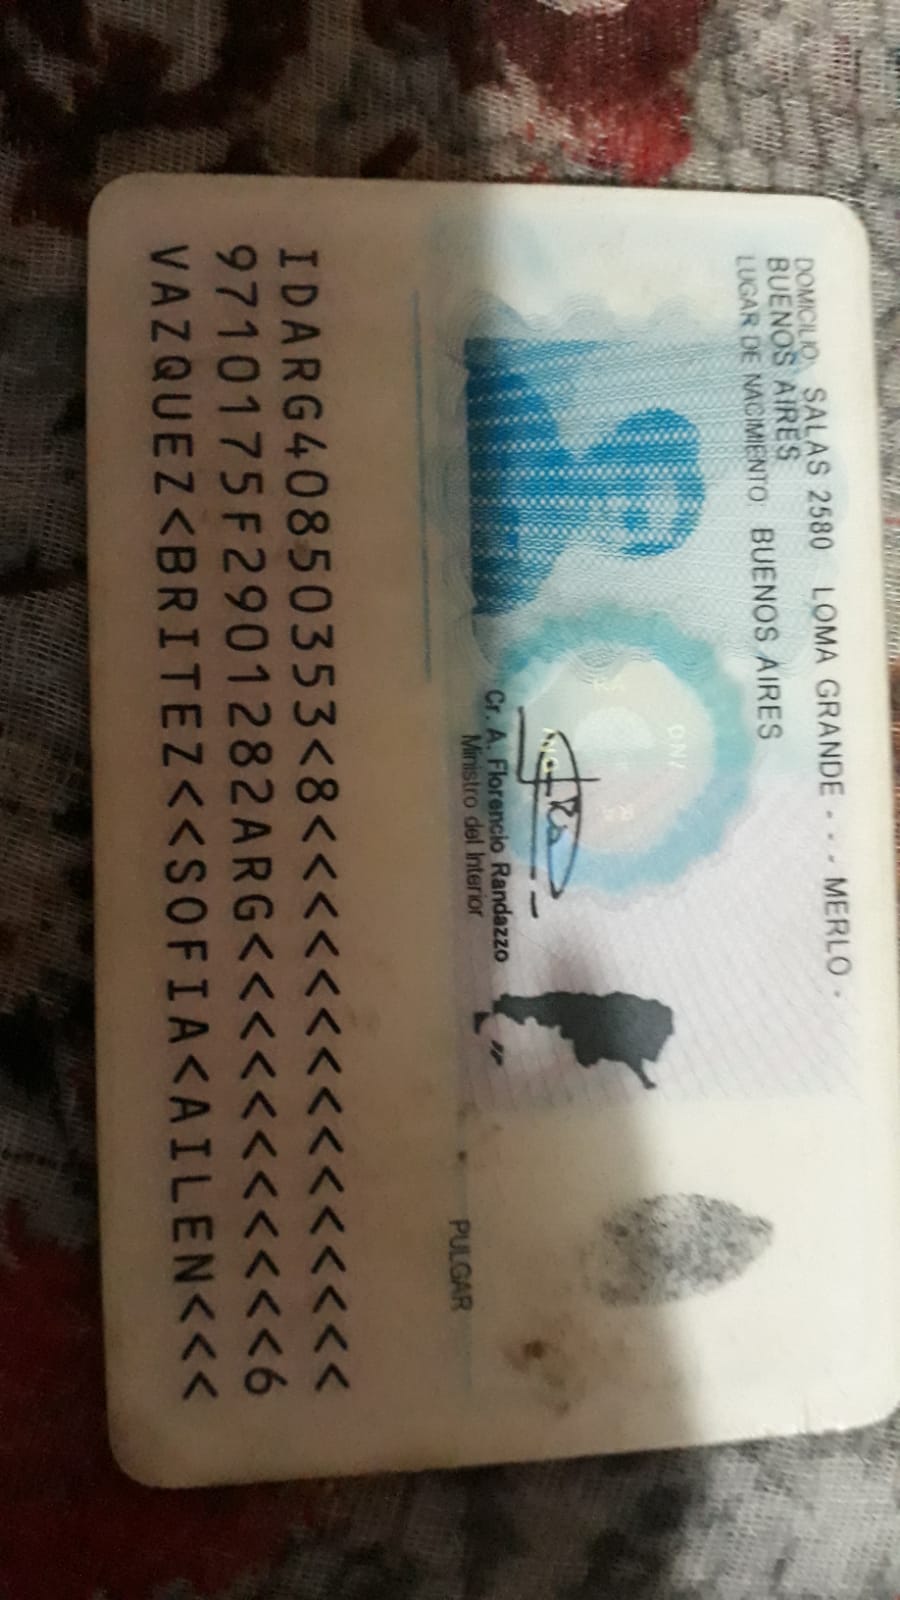 DOMICILIO: SALAS 2580 LOMA GRANDE - - - MERLO -
BUENOS AIRES
LUGAR DE NACIMIENTO: BUENOS AIRES
DNI
Cr. A. Florencio Randazzo
Ministro del Interior
PULGAR
IDARG40850353<8<<<<<<<<<<<<<<<
9710175F2901282ARG<<<<<<<<<<<6
VAZQUEZ<BRITEZ<<SOFIA<AILEN<<<